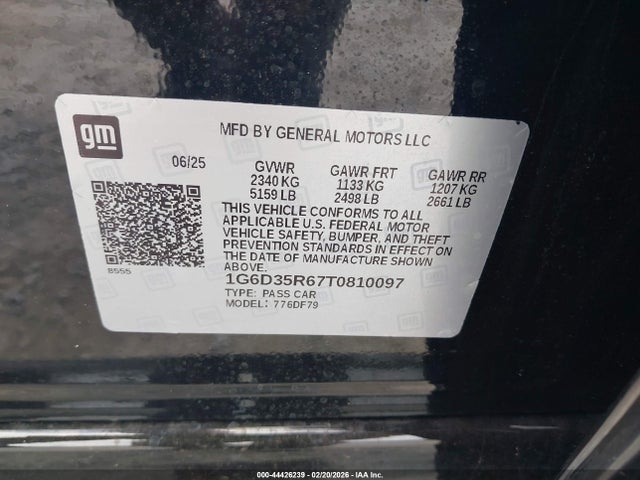 gm
MFD BY GENERAL MOTORS LLC
06/25
GVWR
2340 KG
5159 LB
GAWR FRT
1133 KG
2498 LB
GAWR RR
1207 KG
2661 LB
THIS VEHICLE CONFORMS TO ALL
APPLICABLE U.S. FEDERAL MOTOR
VEHICLE SAFETY, BUMPER, AND THEFT
PREVENTION STANDARDS IN EFFECT ON
THE DATE OF MANUFACTURE SHOWN
ABOVE.
8555
1G6D35R67T0810097
TYPE: PASS CAR
MODEL: 776DF79
000-44426239 - 02/20/2026 - IAA Inc.